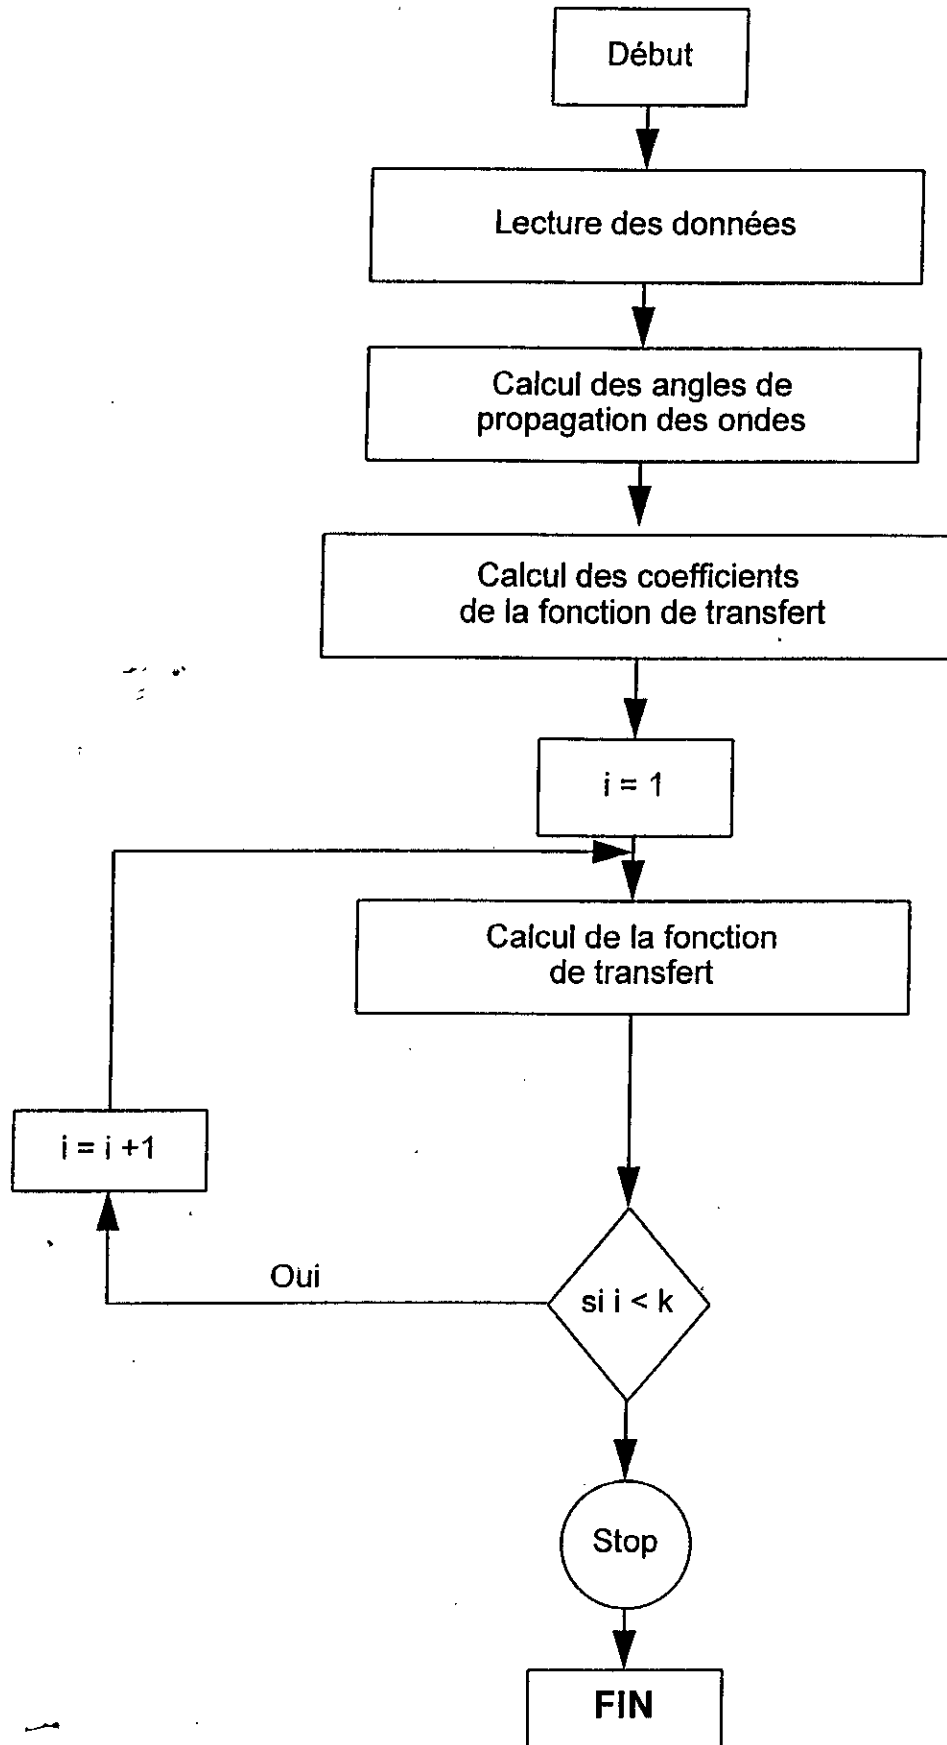 Début
Lecture des données
Calcul des angles de
propagation des ondes
Calcul des coefficients
de la fonction de transfert
i = 1
Calcul de la fonction
de transfert
i = i +1
Oui
si i < k
Stop
FIN